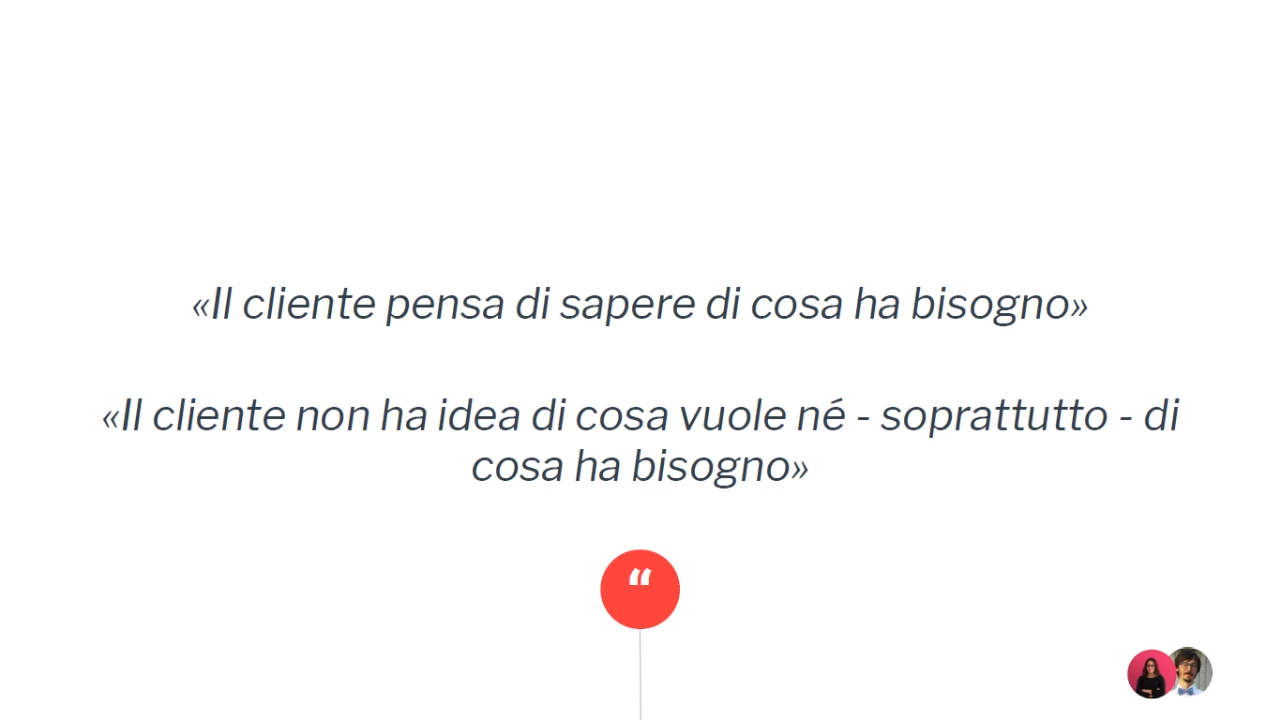 «Il cliente pensa di sapere di cosa ha bisogno»
«Il cliente non ha idea di cosa vuole né - soprattutto - di
cosa ha bisogno»
“